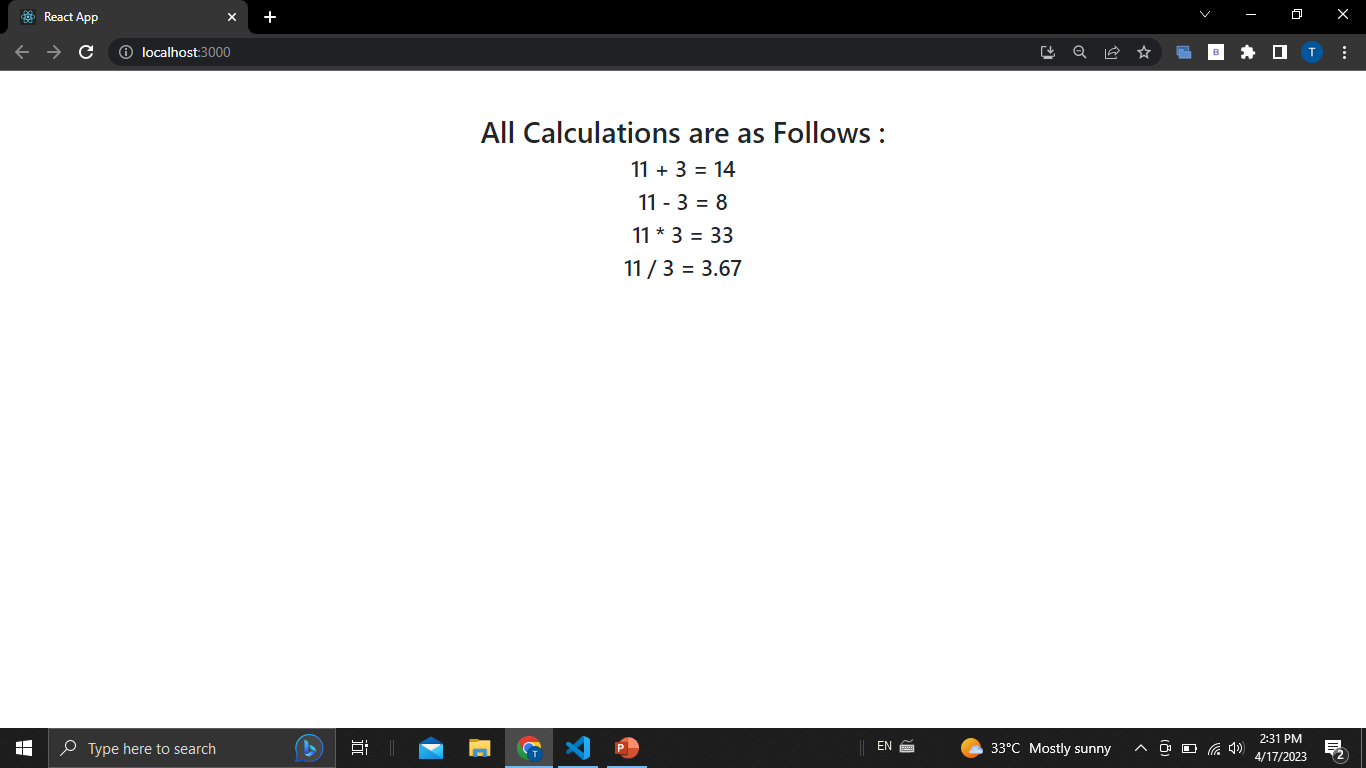 React App
localhost:3000
B
T
All Calculations are as Follows :
11 + 3 = 14
11 - 3 = 8
11 * 3 = 33
11 / 3 = 3.67
Type here to search
T
P
EN
33°C Mostly sunny
2:31 PM
4/17/2023
2